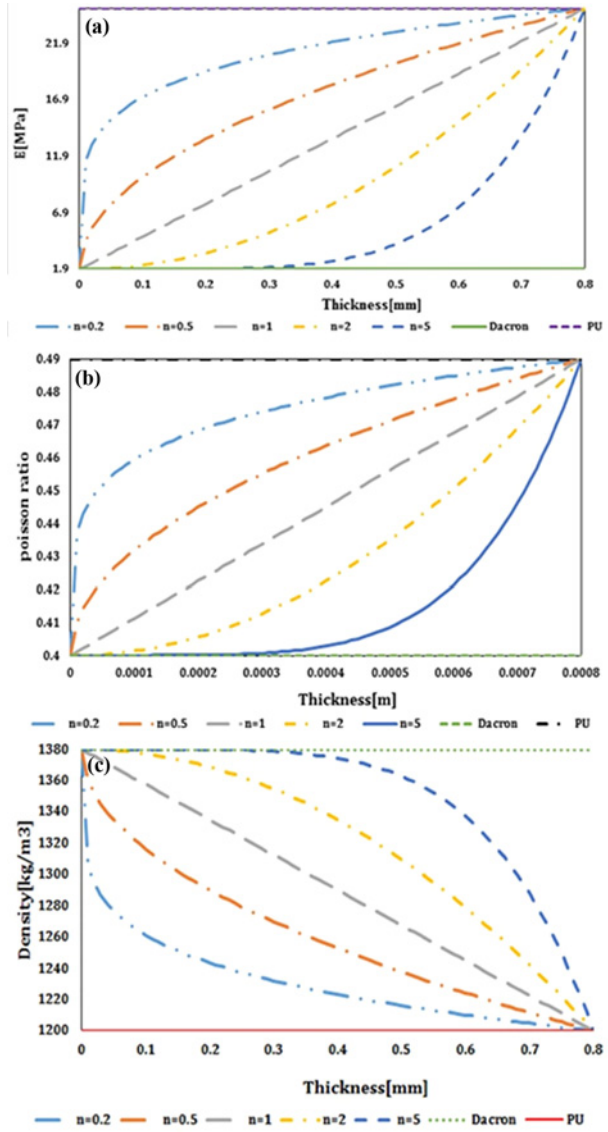 (a)
E[MPa]
21.9
16.9
11.9
6.9
1.9
0.1 0.2 0.3 0.4 0.5 0.6 0.7 0.8
Thickness[mm]
n=0.2 n=0.5 n=1 n=2 n=5 Dacron PU
(b)
poisson ratio
0.49
0.48
0.47
0.46
0.45
0.44
0.43
0.42
0.41
0.4
0 0.0001 0.0002 0.0003 0.0004 0.0005 0.0006 0.0007 0.0008
Thickness[m]
n=0.2 n=0.5 n=1 n=2 n=5 Dacron PU
(c)
Density[kg/m3]
1380
1360
1340
1320
1300
1280
1260
1240
1220
1200
0 0.1 0.2 0.3 0.4 0.5 0.6 0.7 0.8
Thickness[mm]
n=0.2 n=0.5 n=1 n=2 n=5 Dacron PU